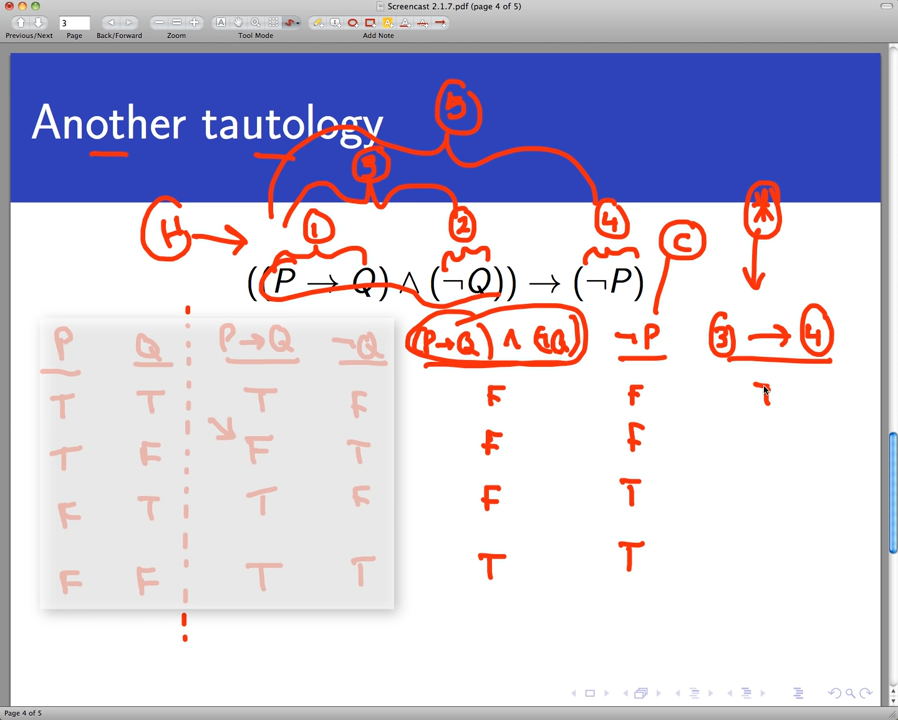 Screencast 2.1.7.pdf (page 4 of 5)
3
A
Previous/Next Page Back/Forward Zoom Tool Mode Add Note
Another tautology
5
3
H → 1 2 4 C *
((P → Q) ∧ (¬Q)) → (¬P)
P Q P→Q ¬Q (P→Q) ∧ (¬Q) ¬P 3 → 4
T T T F F F T
T F F T F F
F T T F F T
F F T T T T
Page 4 of 5